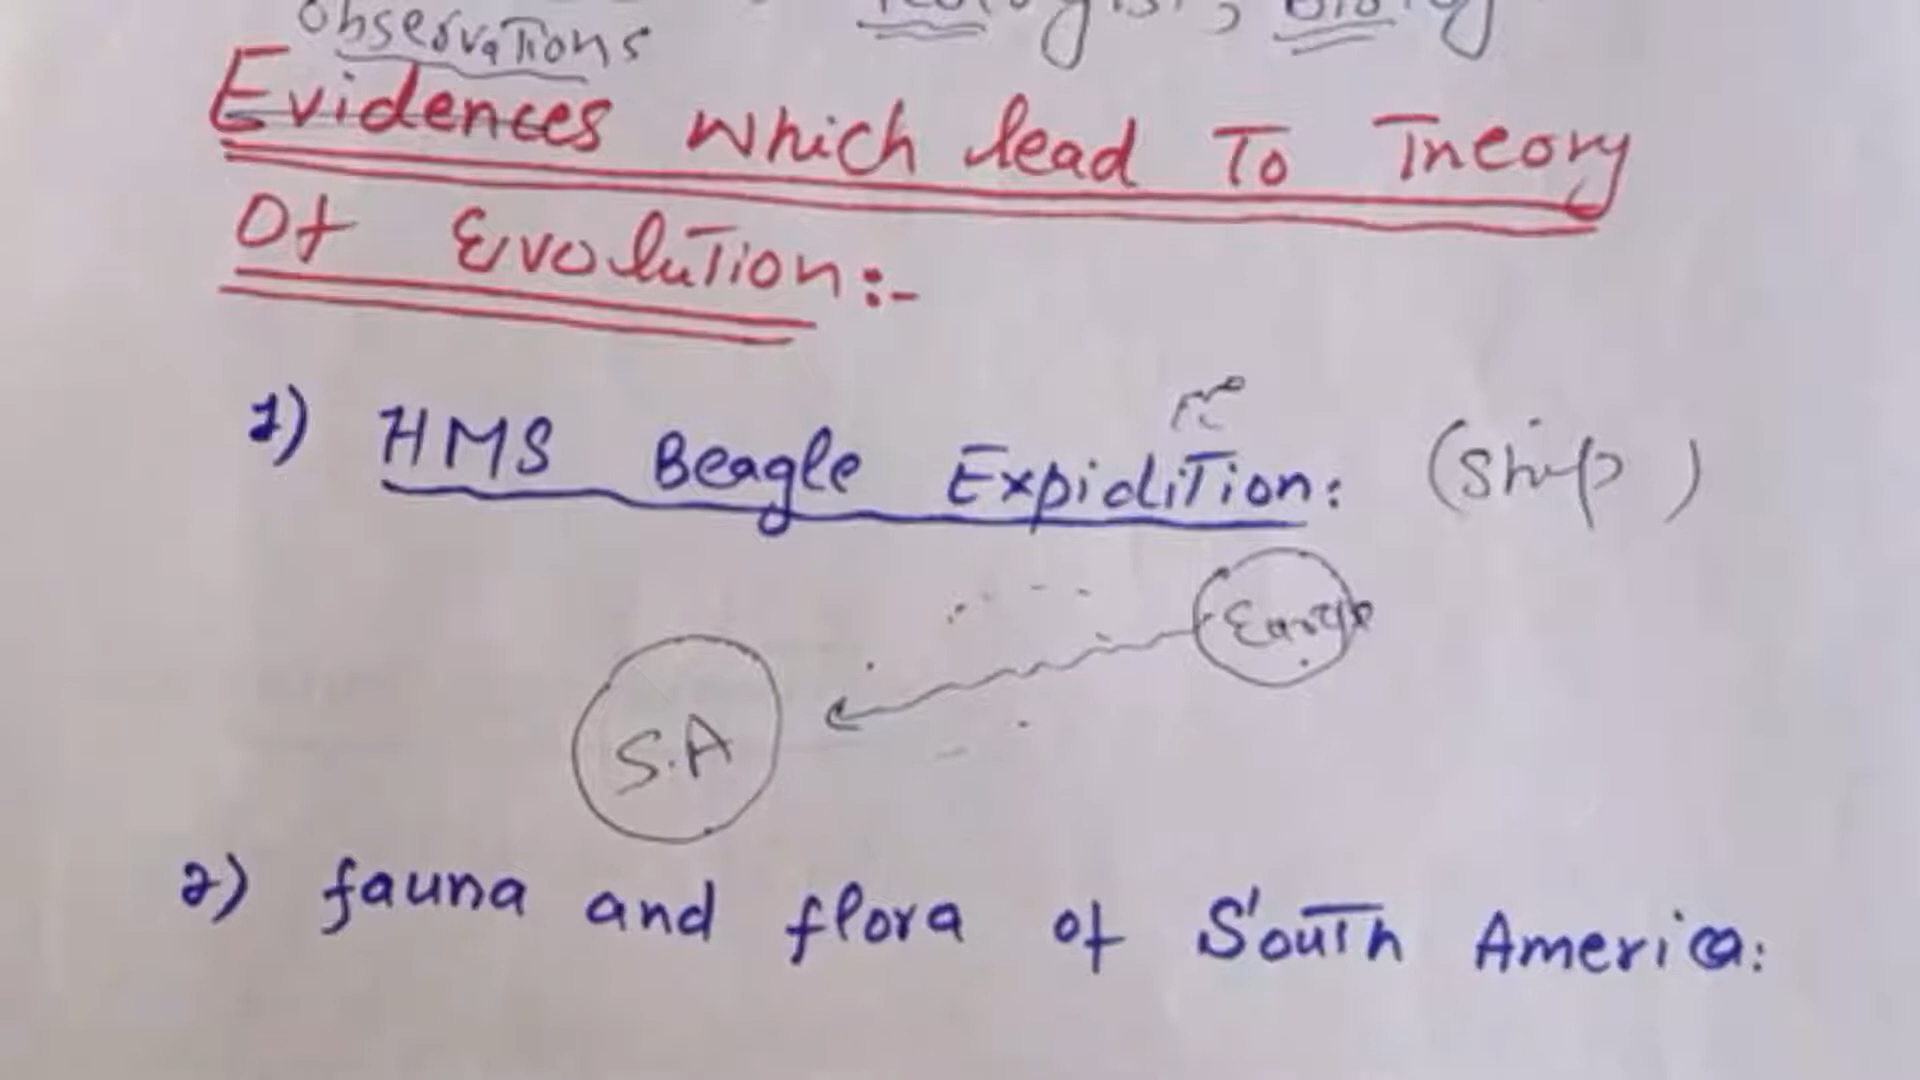 Observations
Evidences which lead To Theory
Of Evolution:-
1) HMS Beagle Expidition: (Ship)
S.A
2) fauna and flora of South America: